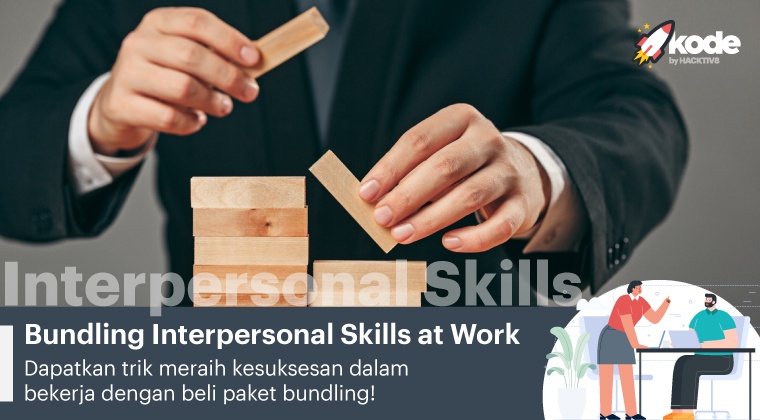 kode
by HACKTIV8
Interpersonal Skills
Bundling Interpersonal Skills at Work
Dapatkan trik meraih kesuksesan dalam
bekerja dengan beli paket bundling!